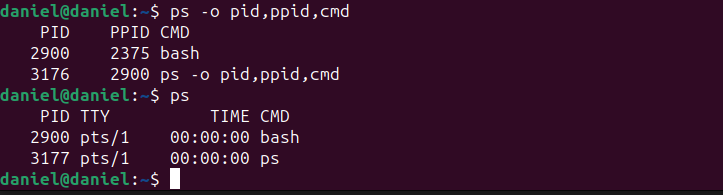 daniel@daniel:~$ ps -o pid,ppid,cmd
PID PPID CMD
2900 2375 bash
3176 2900 ps -o pid,ppid,cmd
daniel@daniel:~$ ps
PID TTY TIME CMD
2900 pts/1 00:00:00 bash
3177 pts/1 00:00:00 ps
daniel@daniel:~$